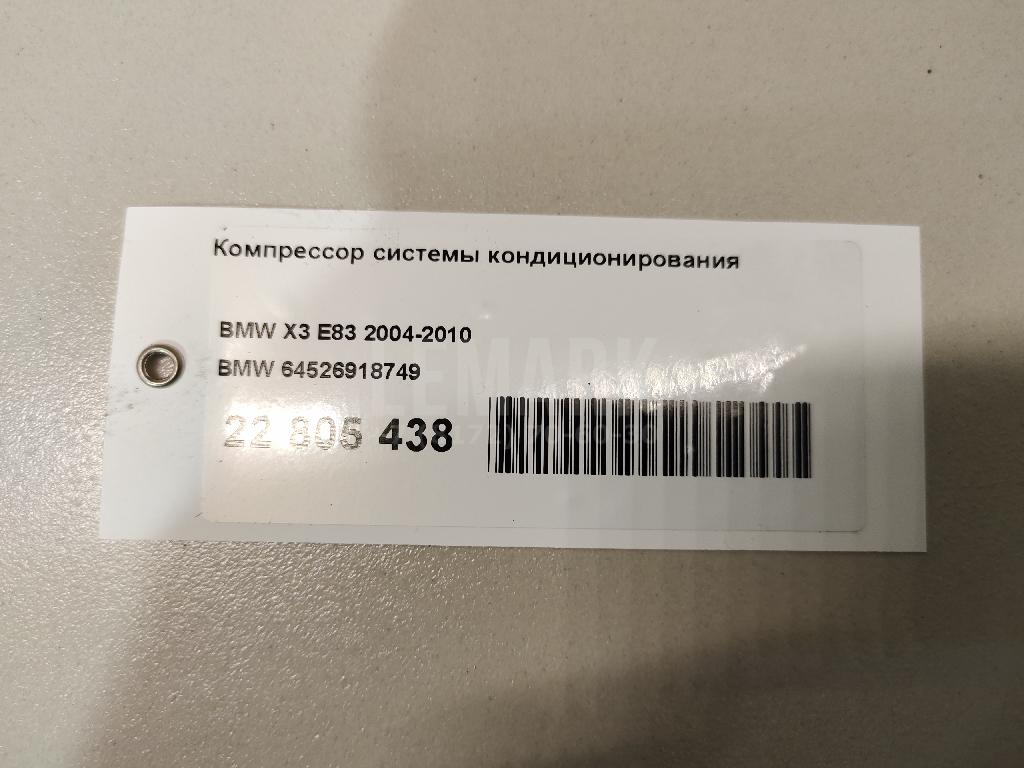 Компрессор системы кондиционирования
BMW X3 E83 2004-2010
BMW 64526918749
22 805 438